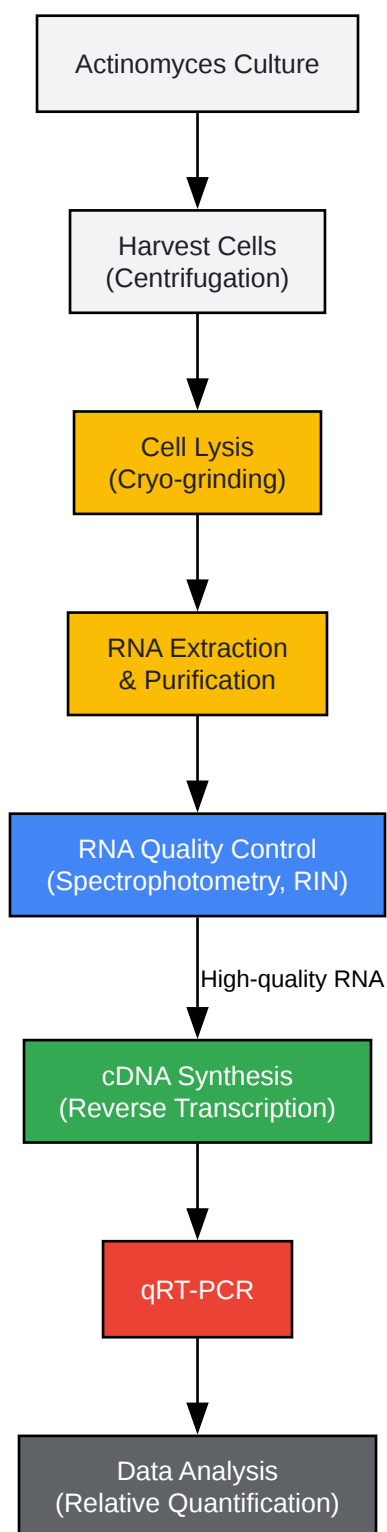 Actinomyces Culture
Harvest Cells
(Centrifugation)
Cell Lysis
(Cryo-grinding)
RNA Extraction
& Purification
RNA Quality Control
(Spectrophotometry, RIN)
High-quality RNA
cDNA Synthesis
(Reverse Transcription)
qRT-PCR
Data Analysis
(Relative Quantification)